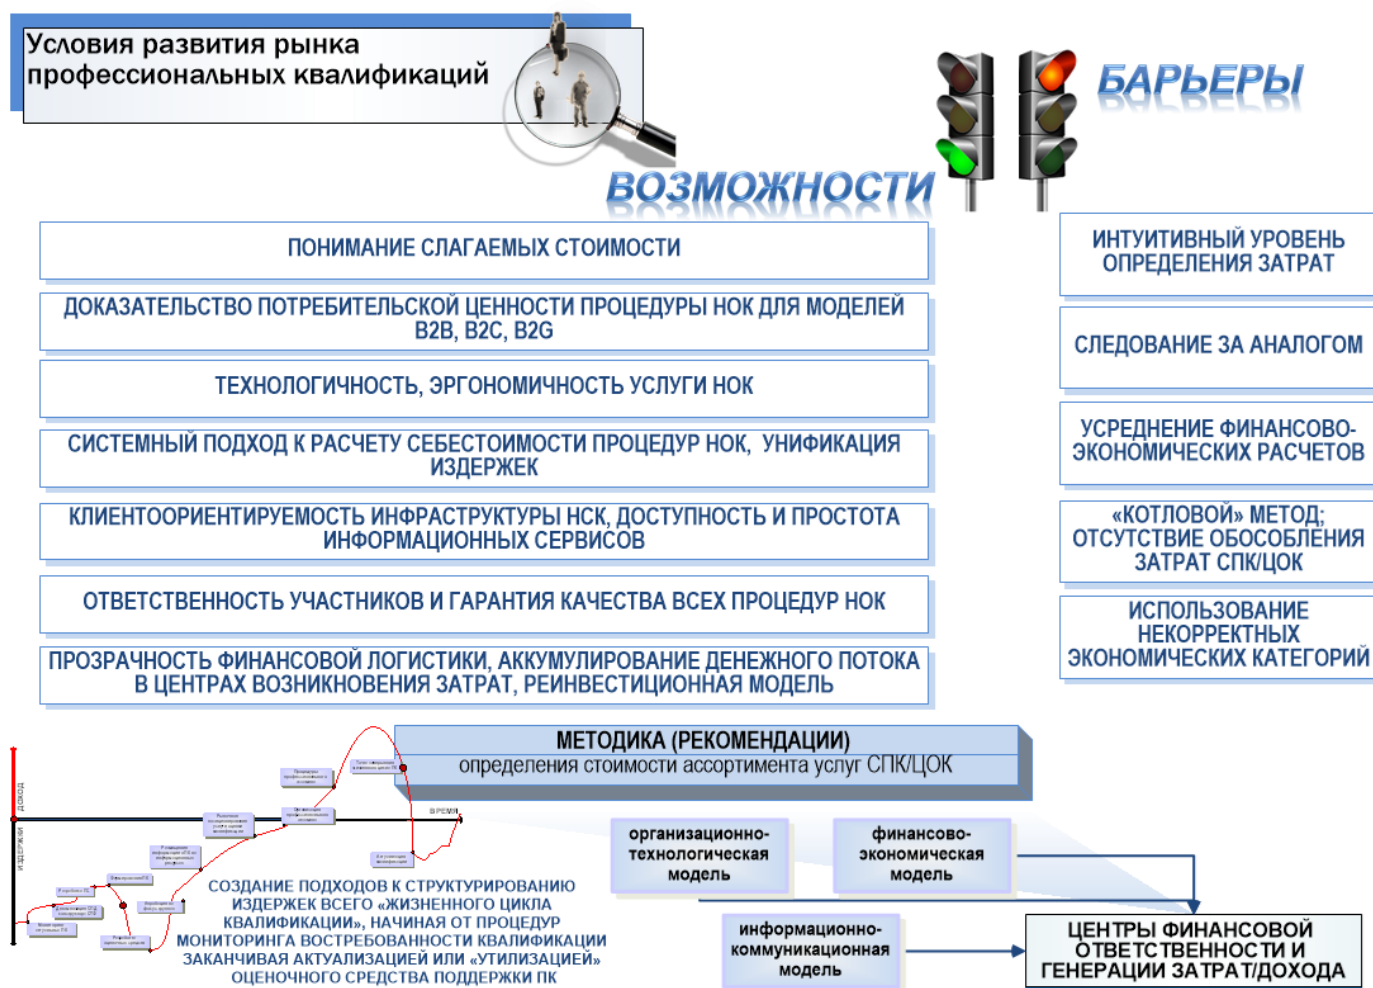 Условия развития рынка
профессиональных квалификаций
БАРЬЕРЫ
ВОЗМОЖНОСТИ
ПОНИМАНИЕ СЛАГАЕМЫХ СТОИМОСТИ
ДОКАЗАТЕЛЬСТВО ПОТРЕБИТЕЛЬСКОЙ ЦЕННОСТИ ПРОЦЕДУРЫ НОК ДЛЯ МОДЕЛЕЙ
B2B, B2C, B2G
ТЕХНОЛОГИЧНОСТЬ, ЭРГОНОМИЧНОСТЬ УСЛУГИ НОК
СИСТЕМНЫЙ ПОДХОД К РАСЧЕТУ СЕБЕСТОИМОСТИ ПРОЦЕДУР НОК, УНИФИКАЦИЯ
ИЗДЕРЖЕК
КЛИЕНТООРИЕНТИРУЕМОСТЬ ИНФРАСТРУКТУРЫ НСК, ДОСТУПНОСТЬ И ПРОСТОТА
ИНФОРМАЦИОННЫХ СЕРВИСОВ
ОТВЕТСТВЕННОСТЬ УЧАСТНИКОВ И ГАРАНТИЯ КАЧЕСТВА ВСЕХ ПРОЦЕДУР НОК
ПРОЗРАЧНОСТЬ ФИНАНСОВОЙ ЛОГИСТИКИ, АККУМУЛИРОВАНИЕ ДЕНЕЖНОГО ПОТОКА
В ЦЕНТРАХ ВОЗНИКНОВЕНИЯ ЗАТРАТ, РЕИНВЕСТИЦИОННАЯ МОДЕЛЬ
ИНТУИТИВНЫЙ УРОВЕНЬ
ОПРЕДЕЛЕНИЯ ЗАТРАТ
СЛЕДОВАНИЕ ЗА АНАЛОГОМ
УСРЕДНЕНИЕ ФИНАНСОВО-
ЭКОНОМИЧЕСКИХ РАСЧЕТОВ
«КОТЛОВОЙ» МЕТОД;
ОТСУТСТВИЕ ОБОСОБЛЕНИЯ
ЗАТРАТ СПК/ЦОК
ИСПОЛЬЗОВАНИЕ
НЕКОРРЕКТНЫХ
ЭКОНОМИЧЕСКИХ КАТЕГОРИЙ
МЕТОДИКА (РЕКОМЕНДАЦИИ)
определения стоимости ассортимента услуг СПК/ЦОК
ДОХОД
ИЗДЕРЖКИ
ВРЕМЯ
СОЗДАНИЕ ПОДХОДОВ К СТРУКТУРИРОВАНИЮ
ИЗДЕРЖЕК ВСЕГО «ЖИЗНЕННОГО ЦИКЛА
КВАЛИФИКАЦИИ», НАЧИНАЯ ОТ ПРОЦЕДУР
МОНИТОРИНГА ВОСТРЕБОВАННОСТИ КВАЛИФИКАЦИИ
ЗАКАНЧИВАЯ АКТУАЛИЗАЦИЕЙ ИЛИ «УТИЛИЗАЦИЕЙ»
ОЦЕНОЧНОГО СРЕДСТВА ПОДДЕРЖКИ ПК
организационно-
технологическая
модель
финансово-
экономическая
модель
информационно-
коммуникационная
модель
ЦЕНТРЫ ФИНАНСОВОЙ
ОТВЕТСТВЕННОСТИ И
ГЕНЕРАЦИИ ЗАТРАТ/ДОХОДА